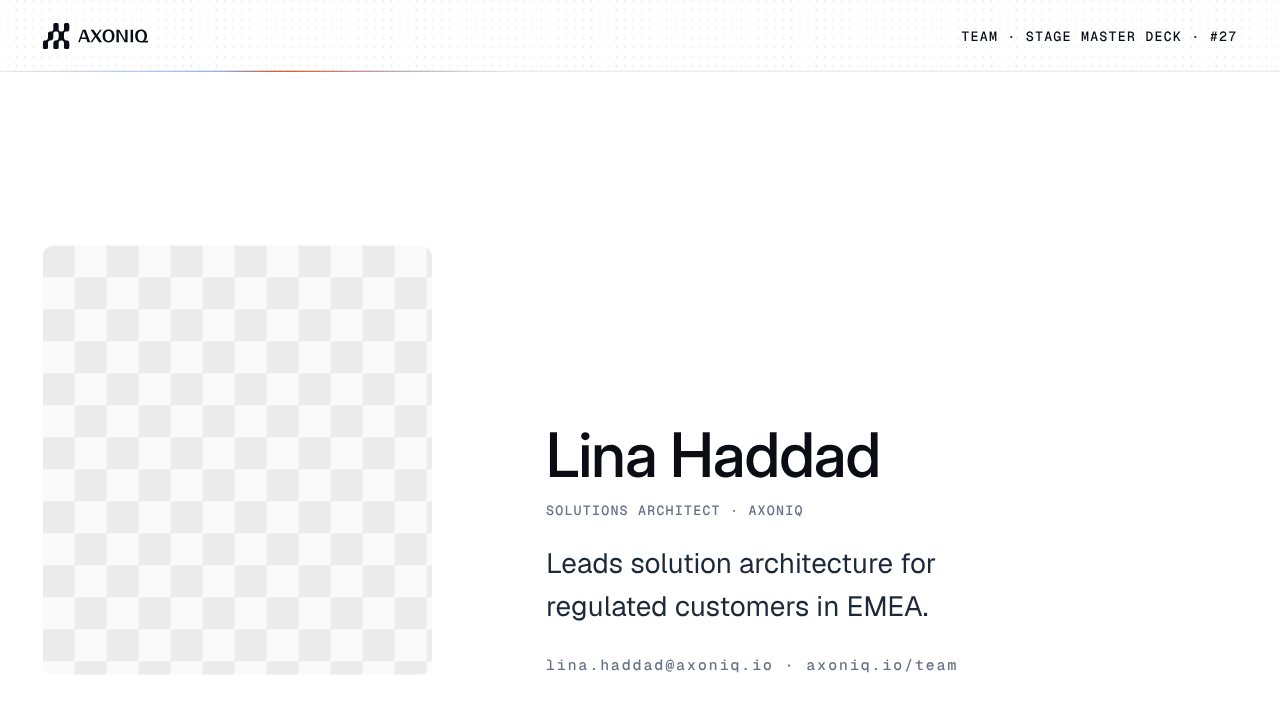 AXONIQ
TEAM · STAGE MASTER DECK · #27
Lina Haddad
SOLUTIONS ARCHITECT · AXONIQ
Leads solution architecture for
regulated customers in EMEA.
lina.haddad@axoniq.io · axoniq.io/team